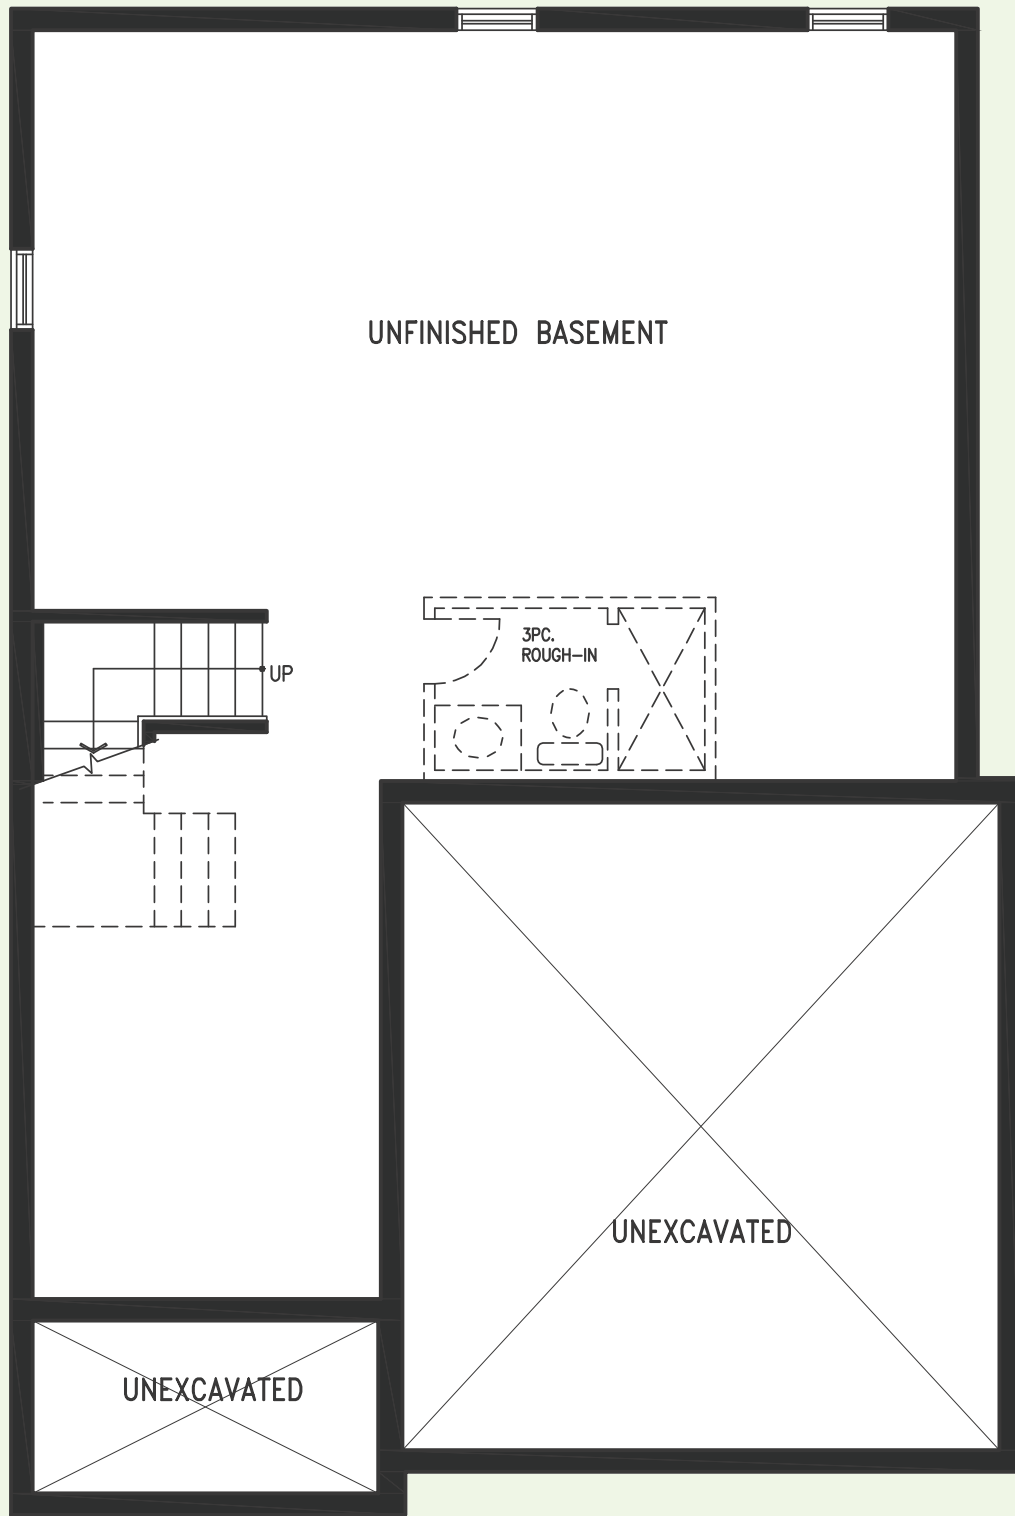 UNFINISHED BASEMENT
3PC.
ROUGH-IN
UP
UNEXCAVATED
UNEXCAVATED